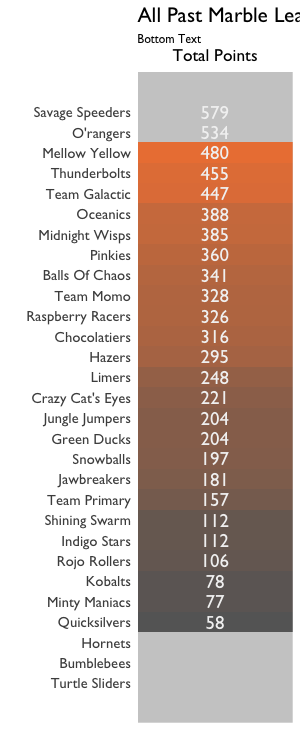 All Past Marble Lea
Bottom Text
Total Points
Savage Speeders 579
O'rangers 534
Mellow Yellow 480
Thunderbolts 455
Team Galactic 447
Oceanics 388
Midnight Wisps 385
Pinkies 360
Balls Of Chaos 341
Team Momo 328
Raspberry Racers 326
Chocolatiers 316
Hazers 295
Limers 248
Crazy Cat's Eyes 221
Jungle Jumpers 204
Green Ducks 204
Snowballs 197
Jawbreakers 181
Team Primary 157
Shining Swarm 112
Indigo Stars 112
Rojo Rollers 106
Kobalts 78
Minty Maniacs 77
Quicksilvers 58
Hornets
Bumblebees
Turtle Sliders